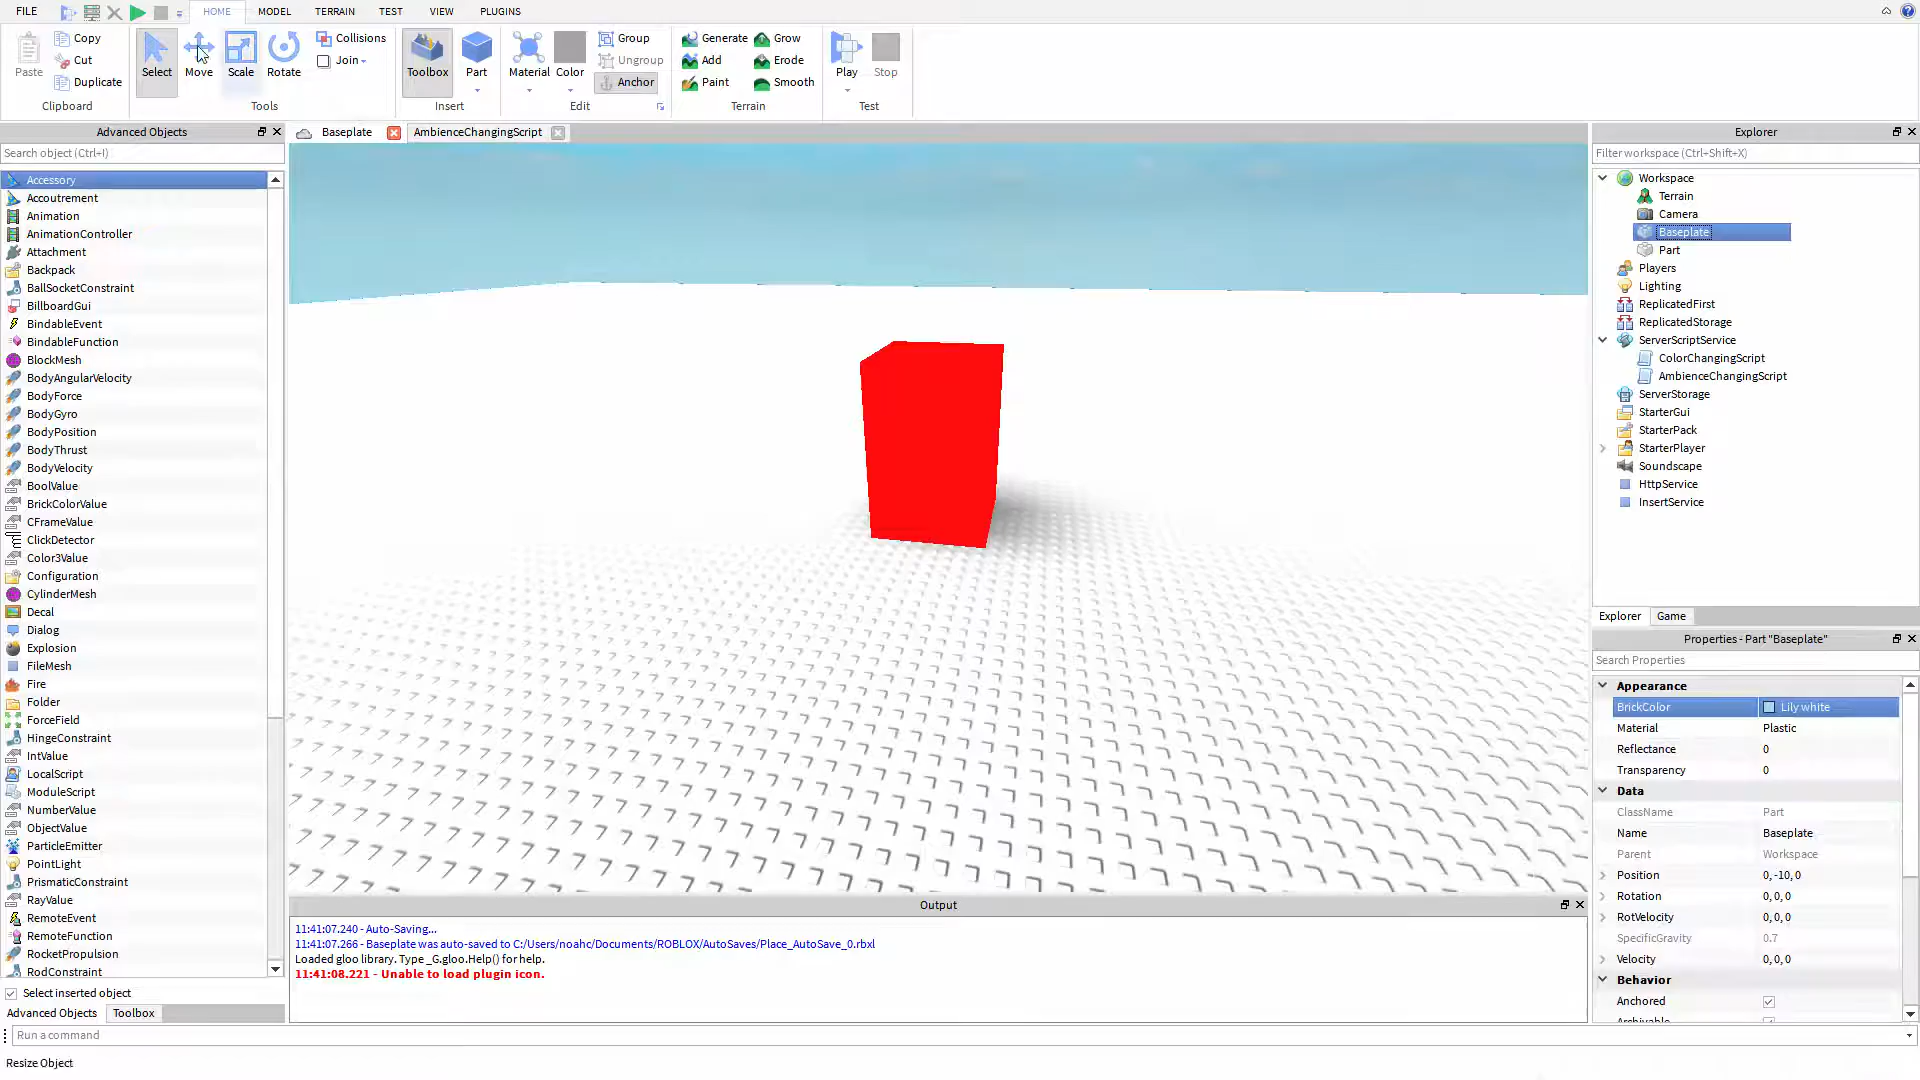 FILE HOME MODEL TERRAIN TEST VIEW PLUGINS
Paste
Copy
Cut
Duplicate
Clipboard
Select
Move
Scale
Rotate
Collisions
Join
Tools
Toolbox
Part
Insert
Material
Color
Group
Ungroup
Anchor
Edit
Generate
Grow
Add
Erode
Paint
Smooth
Terrain
Play
Stop
Test
Advanced Objects
Search object (Ctrl+I)
Accessory
Accoutrement
Animation
AnimationController
Attachment
Backpack
BallSocketConstraint
BillboardGui
BindableEvent
BindableFunction
BlockMesh
BodyAngularVelocity
BodyForce
BodyGyro
BodyPosition
BodyThrust
BodyVelocity
BoolValue
BrickColorValue
CFrameValue
ClickDetector
Color3Value
Configuration
CylinderMesh
Decal
Dialog
Explosion
FileMesh
Fire
Folder
ForceField
HingeConstraint
IntValue
LocalScript
ModuleScript
NumberValue
ObjectValue
ParticleEmitter
PointLight
PrismaticConstraint
RayValue
RemoteEvent
RemoteFunction
RocketPropulsion
RodConstraint
Select inserted object
Advanced Objects Toolbox
Run a command
Resize Object
Baseplate
AmbienceChangingScript
Output
11:41:07.240 - Auto-Saving...
11:41:07.266 - Baseplate was auto-saved to C:/Users/noahc/Documents/ROBLOX/AutoSaves/Place_AutoSave_0.rbxl
Loaded gloo library. Type _G.gloo.Help() for help.
11:41:08.221 - Unable to load plugin icon.
Explorer
Filter workspace (Ctrl+Shift+X)
Workspace
Terrain
Camera
Baseplate
Part
Players
Lighting
ReplicatedFirst
ReplicatedStorage
ServerScriptService
ColorChangingScript
AmbienceChangingScript
ServerStorage
StarterGui
StarterPack
StarterPlayer
Soundscape
HttpService
InsertService
Explorer Game
Properties - Part "Baseplate"
Search Properties
Appearance
BrickColor Lily white
Material Plastic
Reflectance 0
Transparency 0
Data
ClassName Part
Name Baseplate
Parent Workspace
Position 0, -10, 0
Rotation 0, 0, 0
RotVelocity 0, 0, 0
SpecificGravity 0.7
Velocity 0, 0, 0
Behavior
Anchored